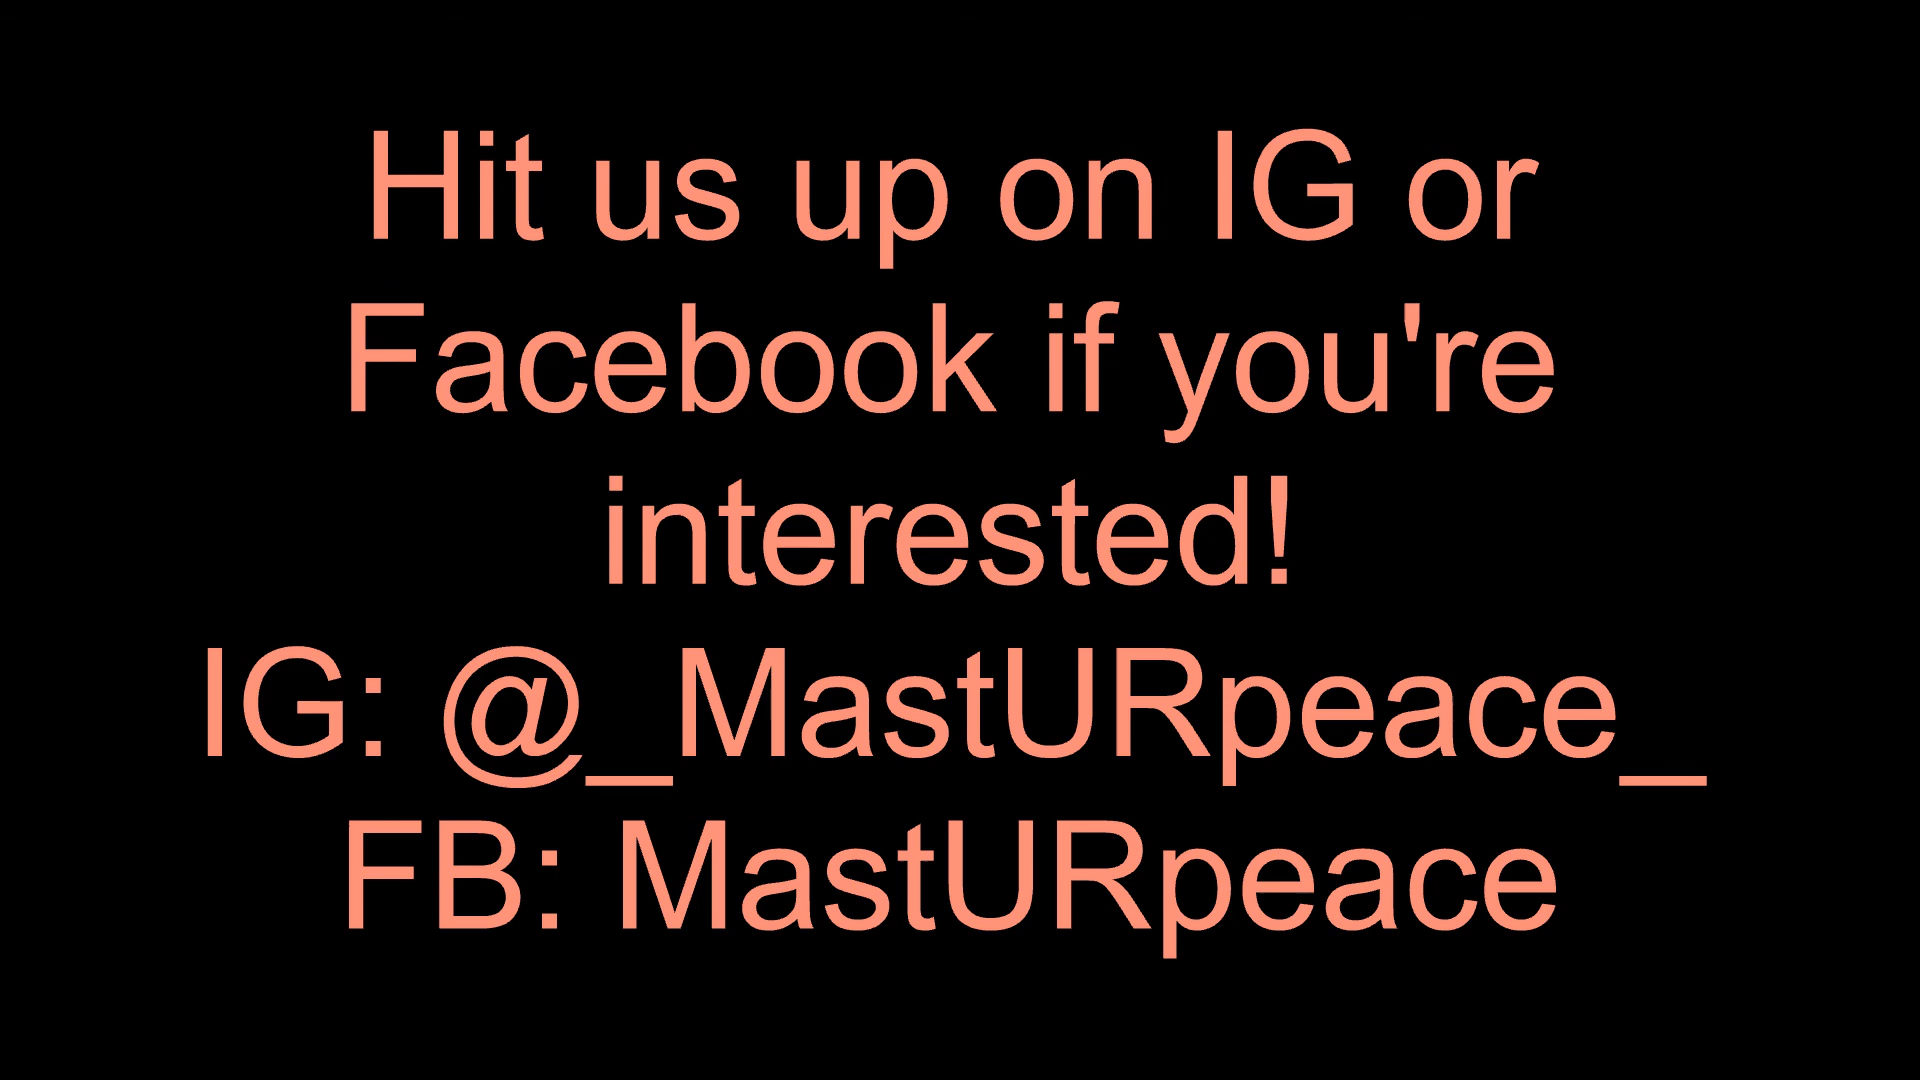 Hit us up on IG or
Facebook if you're
interested!
IG: @_MastURpeace_
FB: MastURpeace